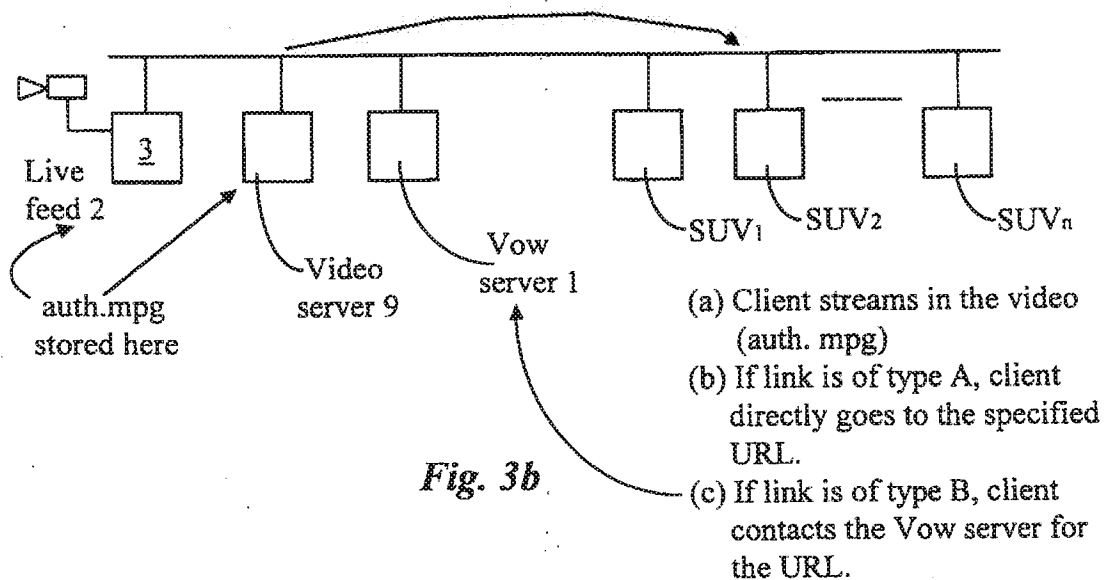 3
Live
feed 2
auth.mpg
stored here
Video
server 9
Vow
server 1
SUV₁
SUV₂
SUVₙ
(a) Client streams in the video
(auth. mpg)
(b) If link is of type A, client
directly goes to the specified
URL.
(c) If link is of type B, client
contacts the Vow server for
the URL.
Fig. 3b